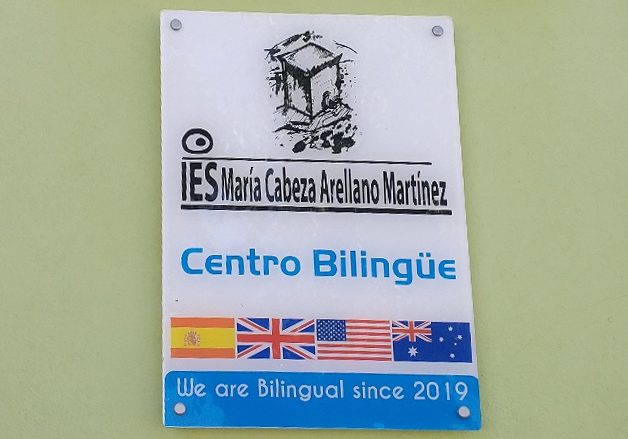 IES María Cabeza Arellano Martínez
Centro Bilingüe
We are Bilingual since 2019